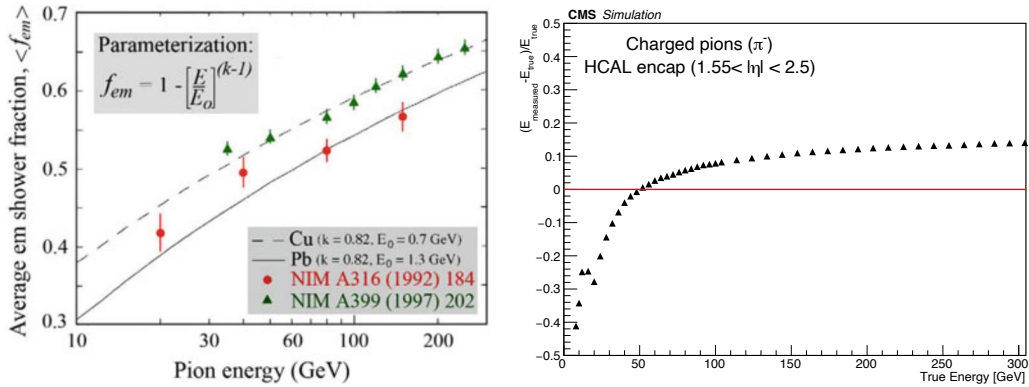 0.7
0.6
0.5
0.4
0.3
Average em shower fraction, <f_em>
Parameterization:
f_em = 1 - [E/E_o]^(k-1)
Cu (k = 0.82, E_0 = 0.7 GeV)
Pb (k = 0.82, E_0 = 1.3 GeV)
NIM A316 (1992) 184
NIM A399 (1997) 202
10 30 60 100 200
Pion energy (GeV)
CMS Simulation
(E_measured-E_true)/E_true
0.5
0.4
0.3
0.2
0.1
0
−0.1
−0.2
−0.3
−0.4
−0.5
Charged pions (π⁻)
HCAL encap (1.55< |η| < 2.5)
0 50 100 150 200 250 300
True Energy [GeV]